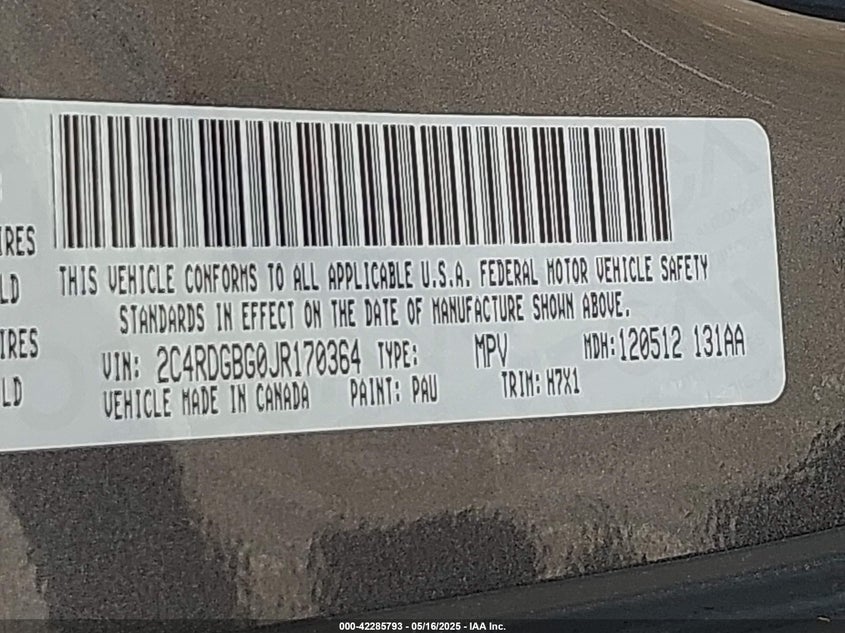 IRES
LD
IRES
LD
THIS VEHICLE CONFORMS TO ALL APPLICABLE U.S.A. FEDERAL MOTOR VEHICLE SAFETY
STANDARDS IN EFFECT ON THE DATE OF MANUFACTURE SHOWN ABOVE.
VIN: 2C4RDGBG0JR170364 TYPE: MPV MDH:120512 131AA
VEHICLE MADE IN CANADA PAINT: PAU TRIM: H7X1
000-42285793 - 05/16/2025 - IAA Inc.